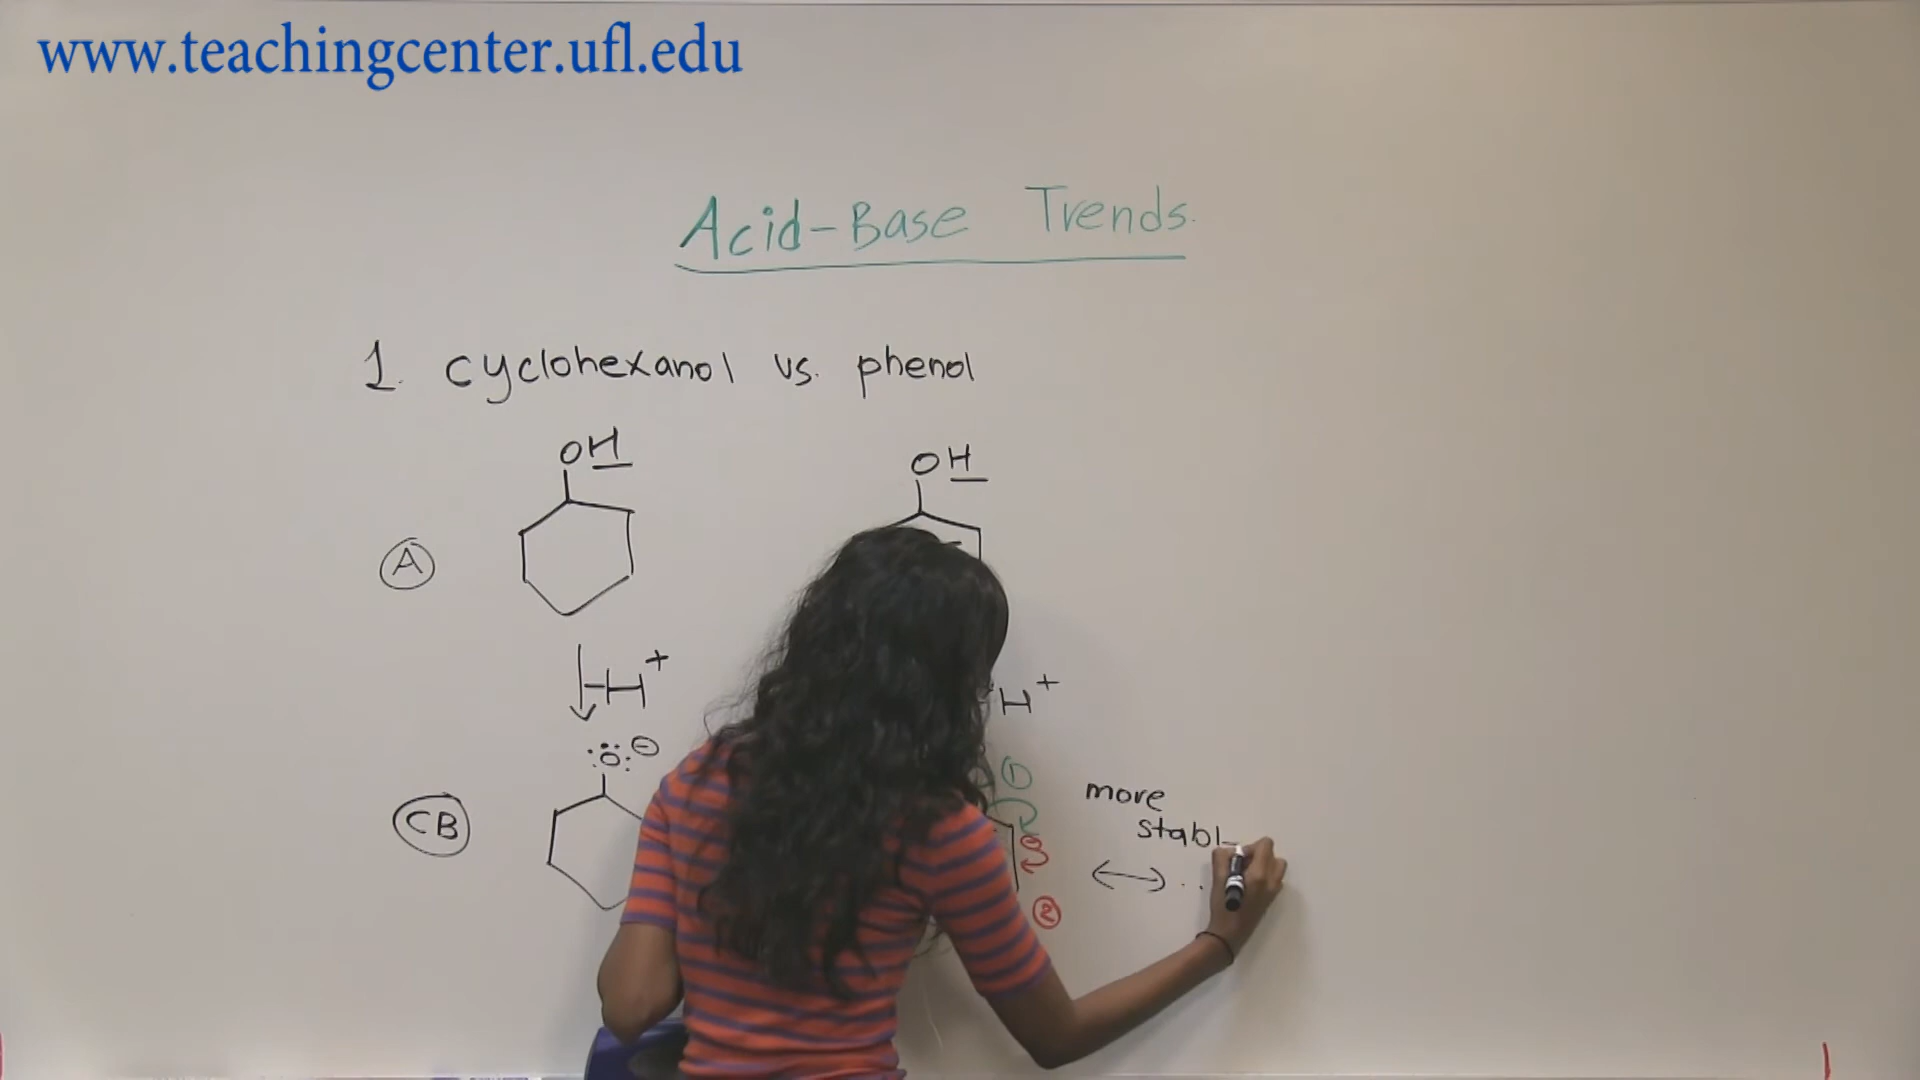 www.teachingcenter.ufl.edu
Acid-Base Trends.
1. cyclohexanol vs. phenol
OH
OH
A
-H+
H+
:Ö: ⊖
CB
①
②
more
stabl
↔ ..